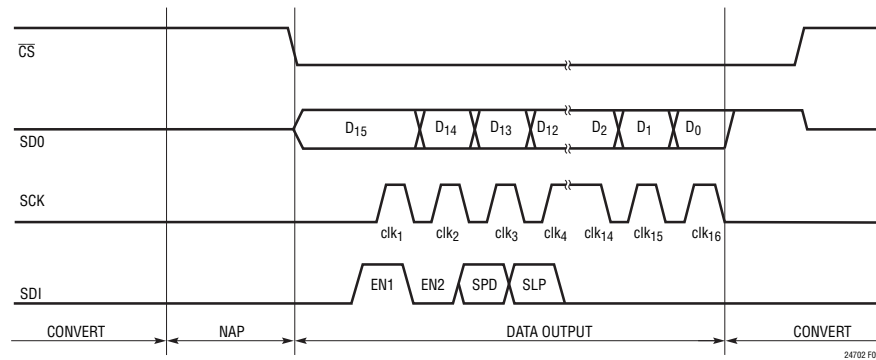 CS
SD0
D15 D14 D13 D12 D2 D1 D0
SCK
clk1 clk2 clk3 clk4 clk14 clk15 clk16
SDI
EN1 EN2 SPD SLP
CONVERT NAP DATA OUTPUT CONVERT
24702 F0